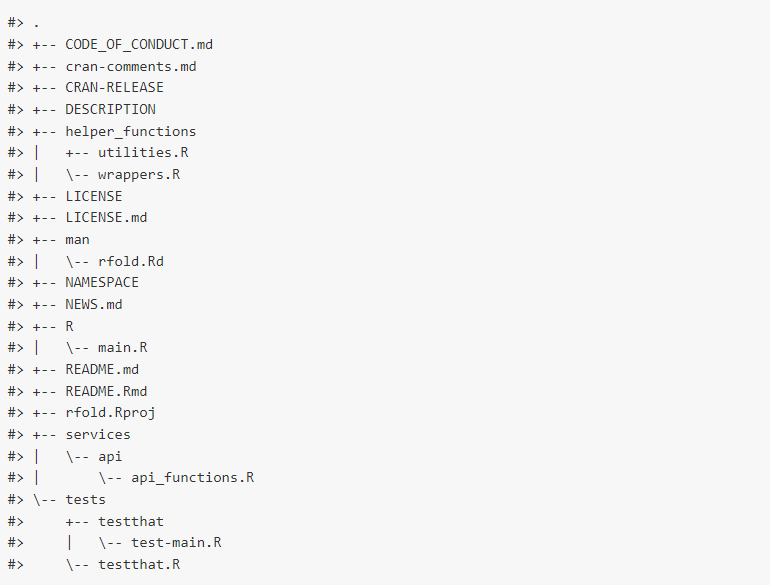 #> .
#> +-- CODE_OF_CONDUCT.md
#> +-- cran-comments.md
#> +-- CRAN-RELEASE
#> +-- DESCRIPTION
#> +-- helper_functions
#> |   +-- utilities.R
#> |   \-- wrappers.R
#> +-- LICENSE
#> +-- LICENSE.md
#> +-- man
#> |   \-- rfold.Rd
#> +-- NAMESPACE
#> +-- NEWS.md
#> +-- R
#> |   \-- main.R
#> +-- README.md
#> +-- README.Rmd
#> +-- rfold.Rproj
#> +-- services
#> |   \-- api
#> |       \-- api_functions.R
#> \-- tests
#>     +-- testthat
#>     |   \-- test-main.R
#>     \-- testthat.R